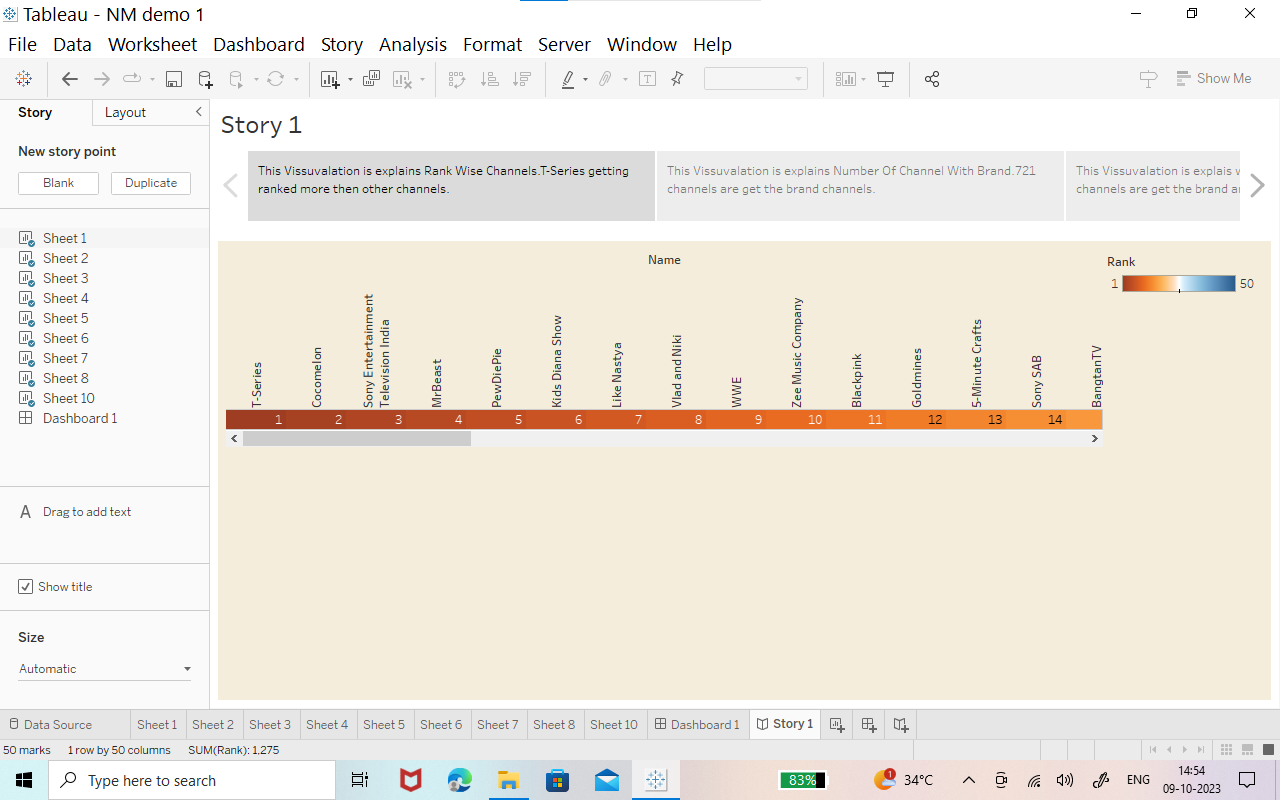 Tableau - NM demo 1
File Data Worksheet Dashboard Story Analysis Format Server Window Help
Show Me
Story Layout
New story point
Blank Duplicate
Sheet 1
Sheet 2
Sheet 3
Sheet 4
Sheet 5
Sheet 6
Sheet 7
Sheet 8
Sheet 10
Dashboard 1
A Drag to add text
Show title
Size
Automatic
Story 1
This Vissuvalation is explains Rank Wise Channels.T-Series getting
ranked more then other channels.
This Vissuvalation is explains Number Of Channel With Brand.721
channels are get the brand channels.
This Vissuvalation is explais
channels are get the brand
Name
T-Series
Cocomelon
Sony Entertainment
Television India
MrBeast
PewDiePie
Kids Diana Show
Like Nastya
Vlad and Niki
WWE
Zee Music Company
Blackpink
Goldmines
5-Minute Crafts
Sony SAB
BangtanTV
1 2 3 4 5 6 7 8 9 10 11 12 13 14
Rank
1 50
Data Source Sheet 1 Sheet 2 Sheet 3 Sheet 4 Sheet 5 Sheet 6 Sheet 7 Sheet 8 Sheet 10 Dashboard 1 Story 1
50 marks 1 row by 50 columns SUM(Rank): 1,275
Type here to search
83%
1
34°C
ENG
14:54
09-10-2023